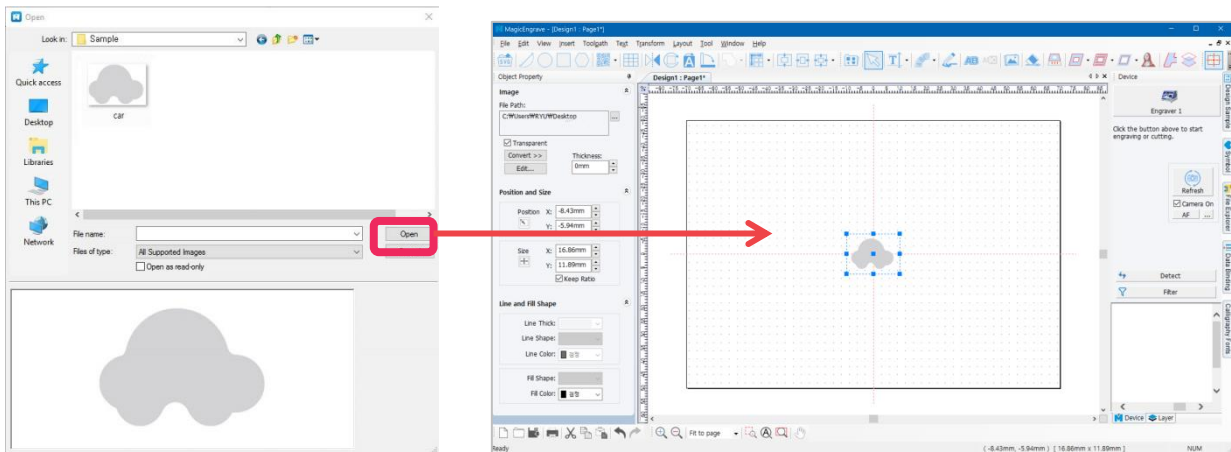 Open
Look in:
Sample
Quick access
Desktop
Libraries
This PC
Network
car
File name:
Open
Files of type:
All Supported Images
Open as read-only
MagicEngrave - [Design1 : Page1*]
File Edit View Insert Toolpath Text Transform Layout Tool Window Help
Object Property
Image
File Path:
C:₩Users₩RYU₩Desktop
...
Transparent
Convert >>
Thickness:
Edit...
0mm
Position and Size
Position X: -8.43mm
Y: -5.94mm
Size X: 16.86mm
Y: 11.89mm
Keep Ratio
Line and Fill Shape
Line Thick:
Line Shape:
Line Color:
Fill Shape:
Fill Color:
Design1 : Page1*
Device
Engraver 1
Click the button above to start
engraving or cutting.
Refresh
Camera On
AF ...
Detect
Filter
Device Layer
Design Sample
Symbol
File Explorer
Data Binding
Calligraphy Fonts
Fit to page
Ready
( -8.43mm, -5.94mm ) [ 16.86mm x 11.89mm ]
NUM